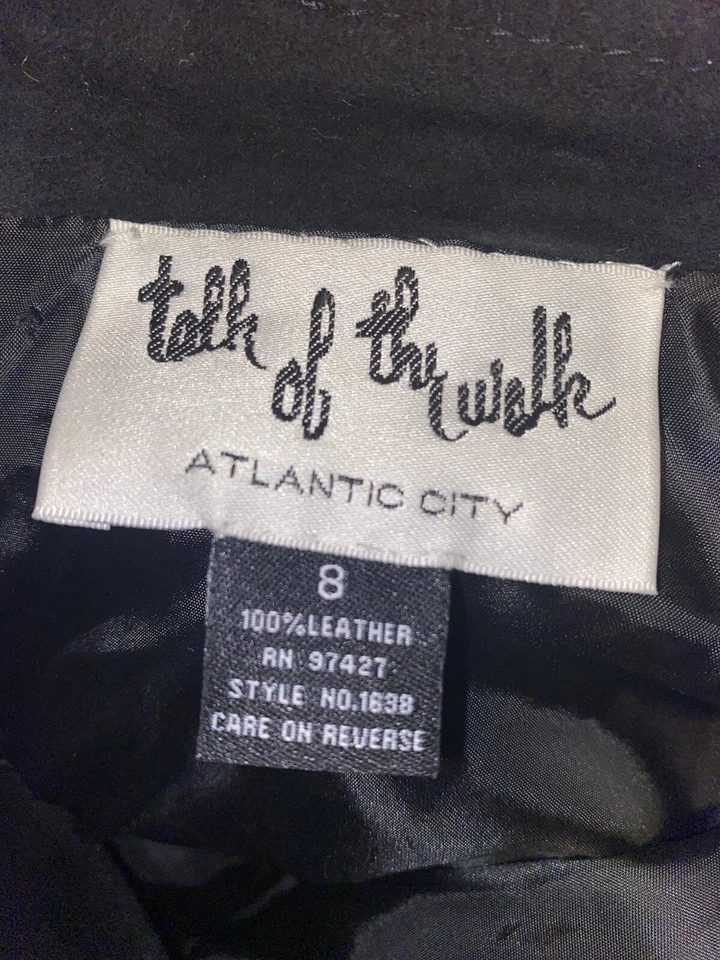 talk of the walk
ATLANTIC CITY
8
100%LEATHER
RN 97427
STYLE NO.1638
CARE ON REVERSE